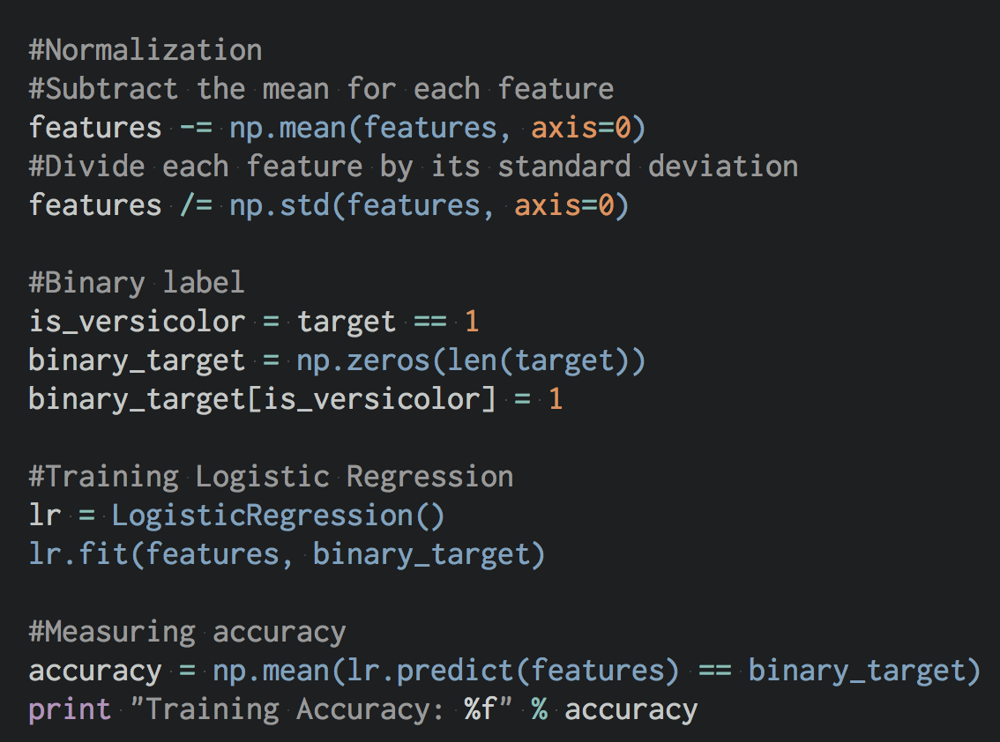 #Normalization
#Subtract the mean for each feature
features -= np.mean(features, axis=0)
#Divide each feature by its standard deviation
features /= np.std(features, axis=0)
#Binary label
is_versicolor = target == 1
binary_target = np.zeros(len(target))
binary_target[is_versicolor] = 1
#Training Logistic Regression
lr = LogisticRegression()
lr.fit(features, binary_target)
#Measuring accuracy
accuracy = np.mean(lr.predict(features) == binary_target)
print "Training Accuracy: %f" % accuracy